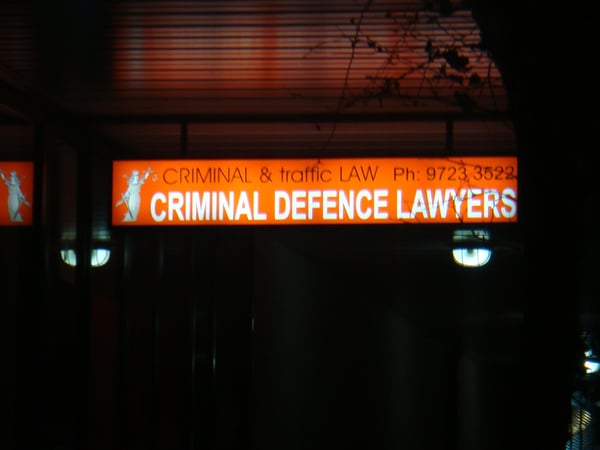 CRIMINAL & traffic LAW Ph: 9723 3522
CRIMINAL DEFENCE LAWYERS